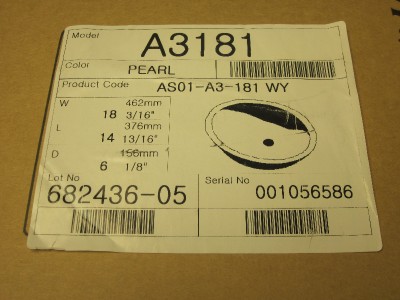 Model
A3181
Color
PEARL
Product Code AS01-A3-181 WY
W 462mm
18 3/16"
L 376mm
14 13/16"
D 156mm
6 1/8"
Lot No
682436-05
Serial No
001056586